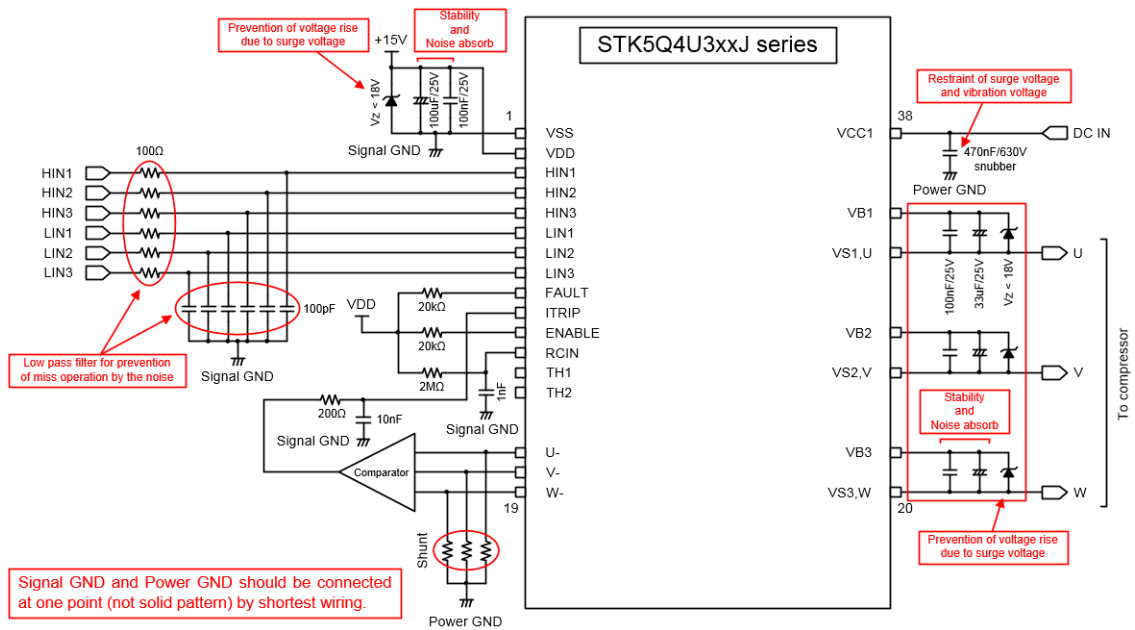 Prevention of voltage rise
due to surge voltage
Stability
and
Noise absorb
+15V
Vz < 18V
100uF/25V
100nF/25V
Signal GND
STK5Q4U3xxJ series
Restraint of surge voltage
and vibration voltage
1
VSS
VDD
HIN1
HIN2
HIN3
LIN1
LIN2
LIN3
FAULT
ITRIP
ENABLE
RCIN
TH1
TH2
U-
V-
W-
19
38
VCC1
DC IN
470nF/630V
snubber
Power GND
VB1
VS1,U
U
100nF/25V
33uF/25V
Vz < 18V
VB2
VS2,V
V
Stability
and
Noise absorb
VB3
VS3,W
W
20
To compressor
Prevention of voltage rise
due to surge voltage
100Ω
HIN1
HIN2
HIN3
LIN1
LIN2
LIN3
100pF
Low pass filter for prevention
of miss operation by the noise
Signal GND
VDD
20kΩ
20kΩ
2MΩ
1nF
Signal GND
200Ω
10nF
Signal GND
Comparator
Shunt
Power GND
Signal GND and Power GND should be connected
at one point (not solid pattern) by shortest wiring.